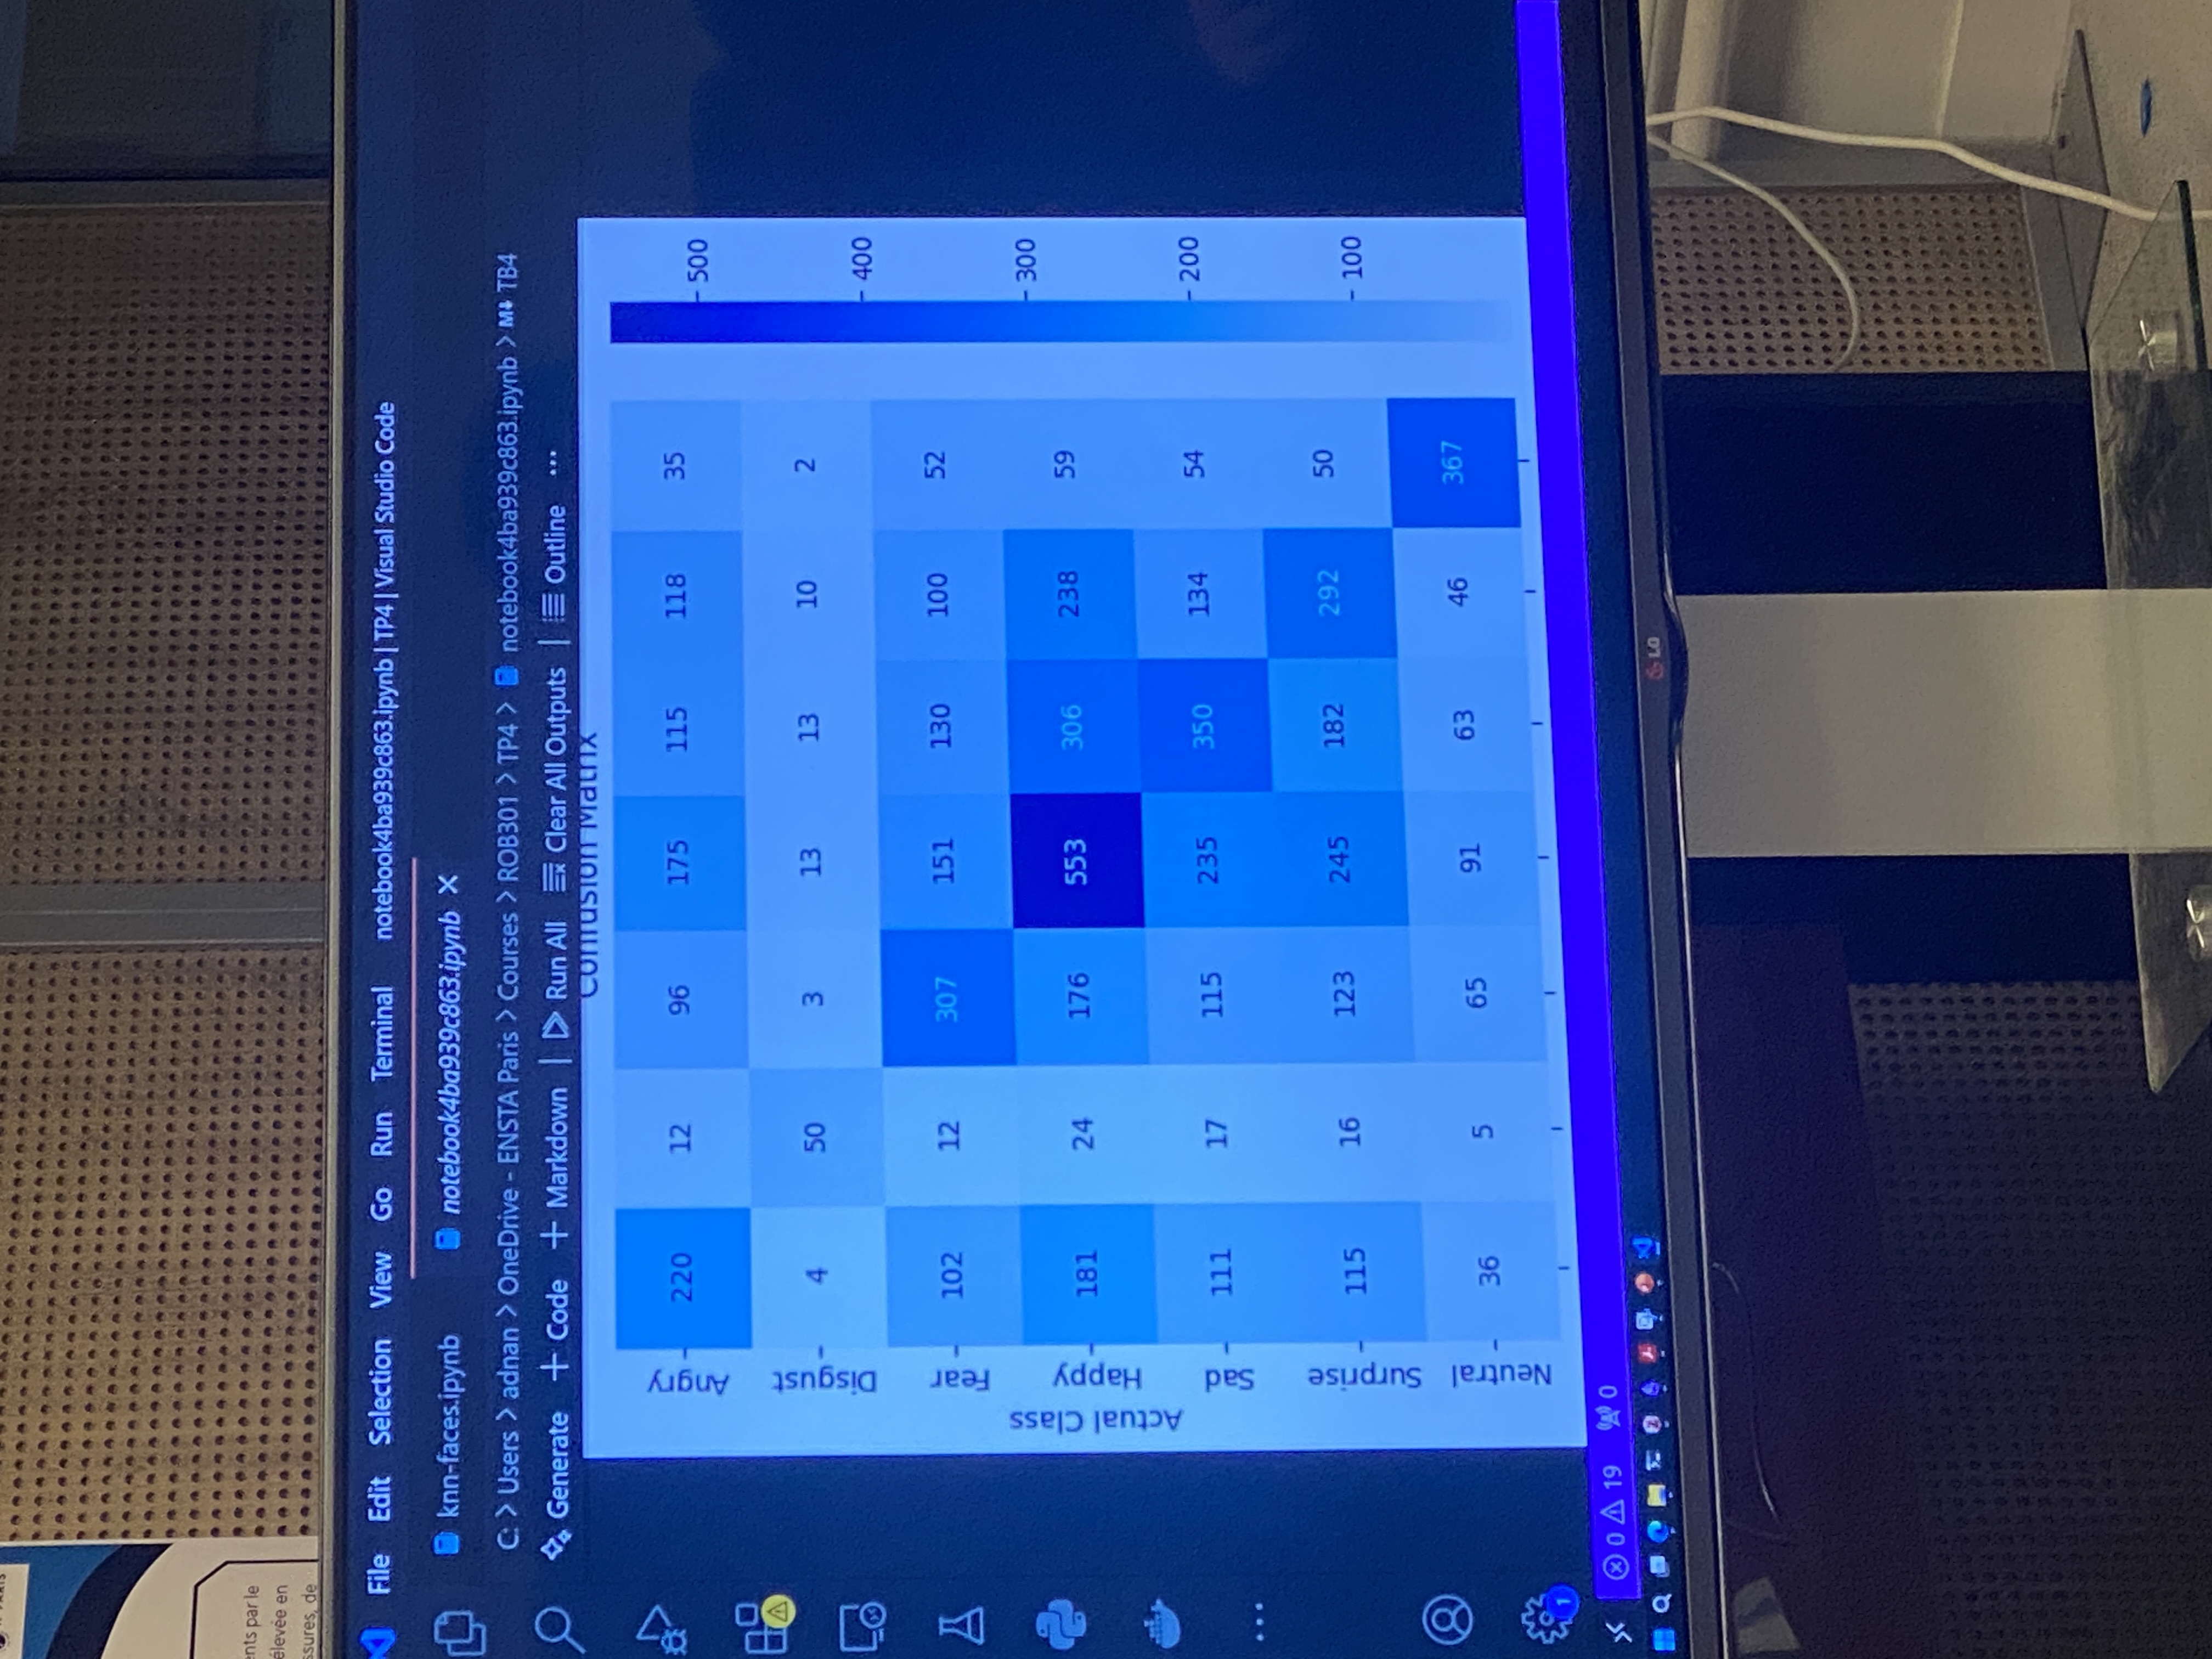 PARIS
ents par le
élevée en
ssures, de
File Edit Selection View Go Run Terminal notebook4ba939c863.ipynb | TP4 | Visual Studio Code
knn-faces.ipynb notebook4ba939c863.ipynb
C: > Users > adnan > OneDrive - ENSTA Paris > Courses > ROB301 > TP4 > notebook4ba939c863.ipynb > M↓ TB4
Generate + Code + Markdown | Run All Clear All Outputs | Outline ...
Confusion Matrix
Actual Class
Angry 220 12 96 175 115 118 35
Disgust 4 50 3 13 13 10 2
Fear 102 12 307 151 130 100 52
Happy 181 24 176 553 306 238 59
Sad 111 17 115 235 350 134 54
Surprise 115 16 123 245 182 292 50
Neutral 36 5 65 91 63 46 367
500
400
300
200
100
1
0 19 0
LG